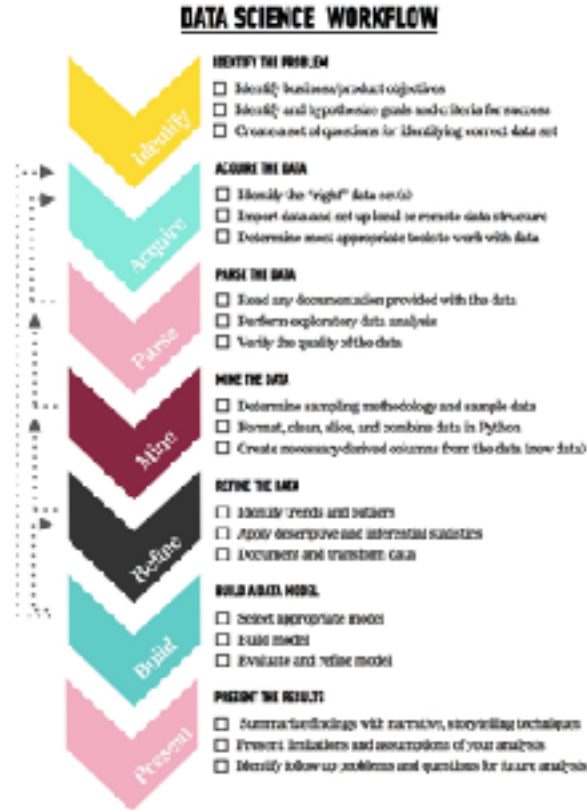 DATA SCIENCE WORKFLOW
IDENTIFY THE PROBLEM
Identify business/product objectives
Identify and hypothesize goals and criteria for success
Create a set of questions for identifying correct data set
Identify
ACQUIRE THE DATA
Identify the "right" data set(s)
Import data and set up local or remote data structure
Determine most appropriate tools to work with data
Acquire
PARSE THE DATA
Read any documentation provided with the data
Perform exploratory data analysis
Verify the quality of the data
Parse
MINE THE DATA
Determine sampling methodology and sample data
Format, clean, slice, and combine data in Python
Create necessary derived columns from the data (new data)
Mine
REFINE THE DATA
Identify trends and outliers
Apply descriptive and inferential statistics
Document and transform data
Refine
BUILD A DATA MODEL
Select appropriate model
Build model
Evaluate and refine model
Build
PRESENT THE RESULTS
Summarize findings with narrative, storytelling techniques
Present limitations and assumptions of your analysis
Identify follow up problems and questions for future analysis
Present